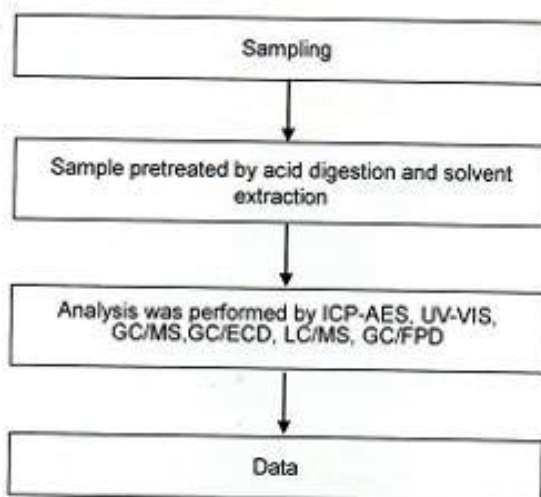 Sampling
Sample pretreated by acid digestion and solvent
extraction
Analysis was performed by ICP-AES, UV-VIS,
GC/MS,GC/ECD, LC/MS, GC/FPD
Data